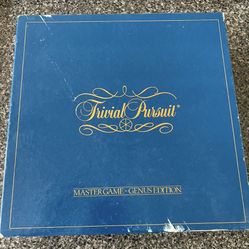 Trivial Pursuit®
MASTER GAME - GENUS EDITION